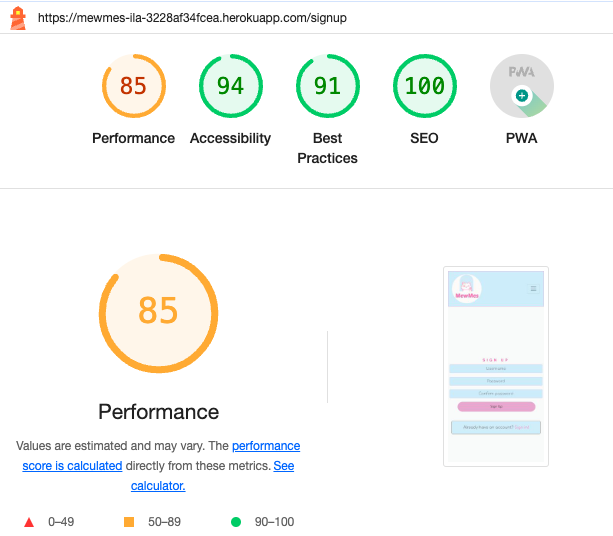 https://mewmes-ila-3228af34fcea.herokuapp.com/signup
85
94
91
100
PWA
Performance
Accessibility
Best
Practices
SEO
PWA
85
Performance
Values are estimated and may vary. The performance
score is calculated directly from these metrics. See
calculator.
0–49
50–89
90–100
MewMes
SIGN UP
Username
Password
Confirm password
Already have an account? Sign in